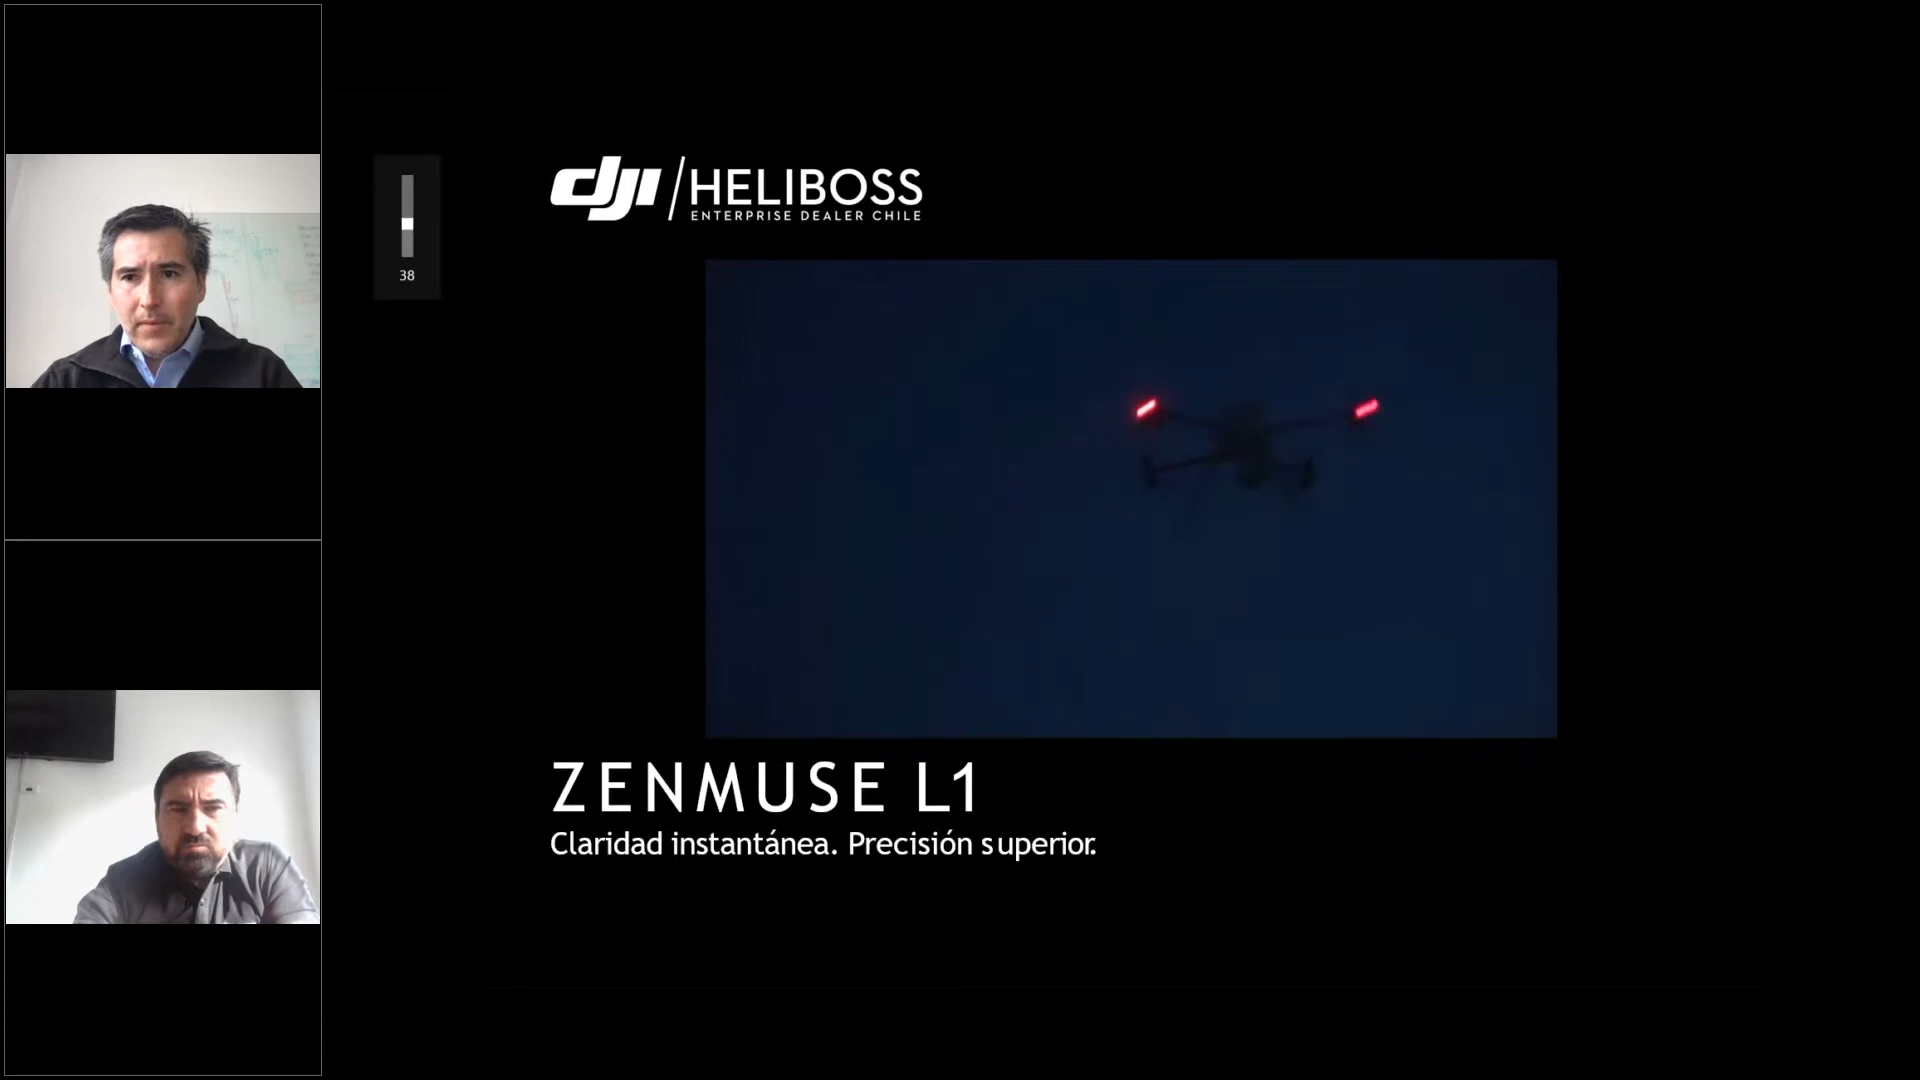 38
dji HELIBOSS
ENTERPRISE DEALER CHILE
ZENMUSE L1
Claridad instantánea. Precisión superior.